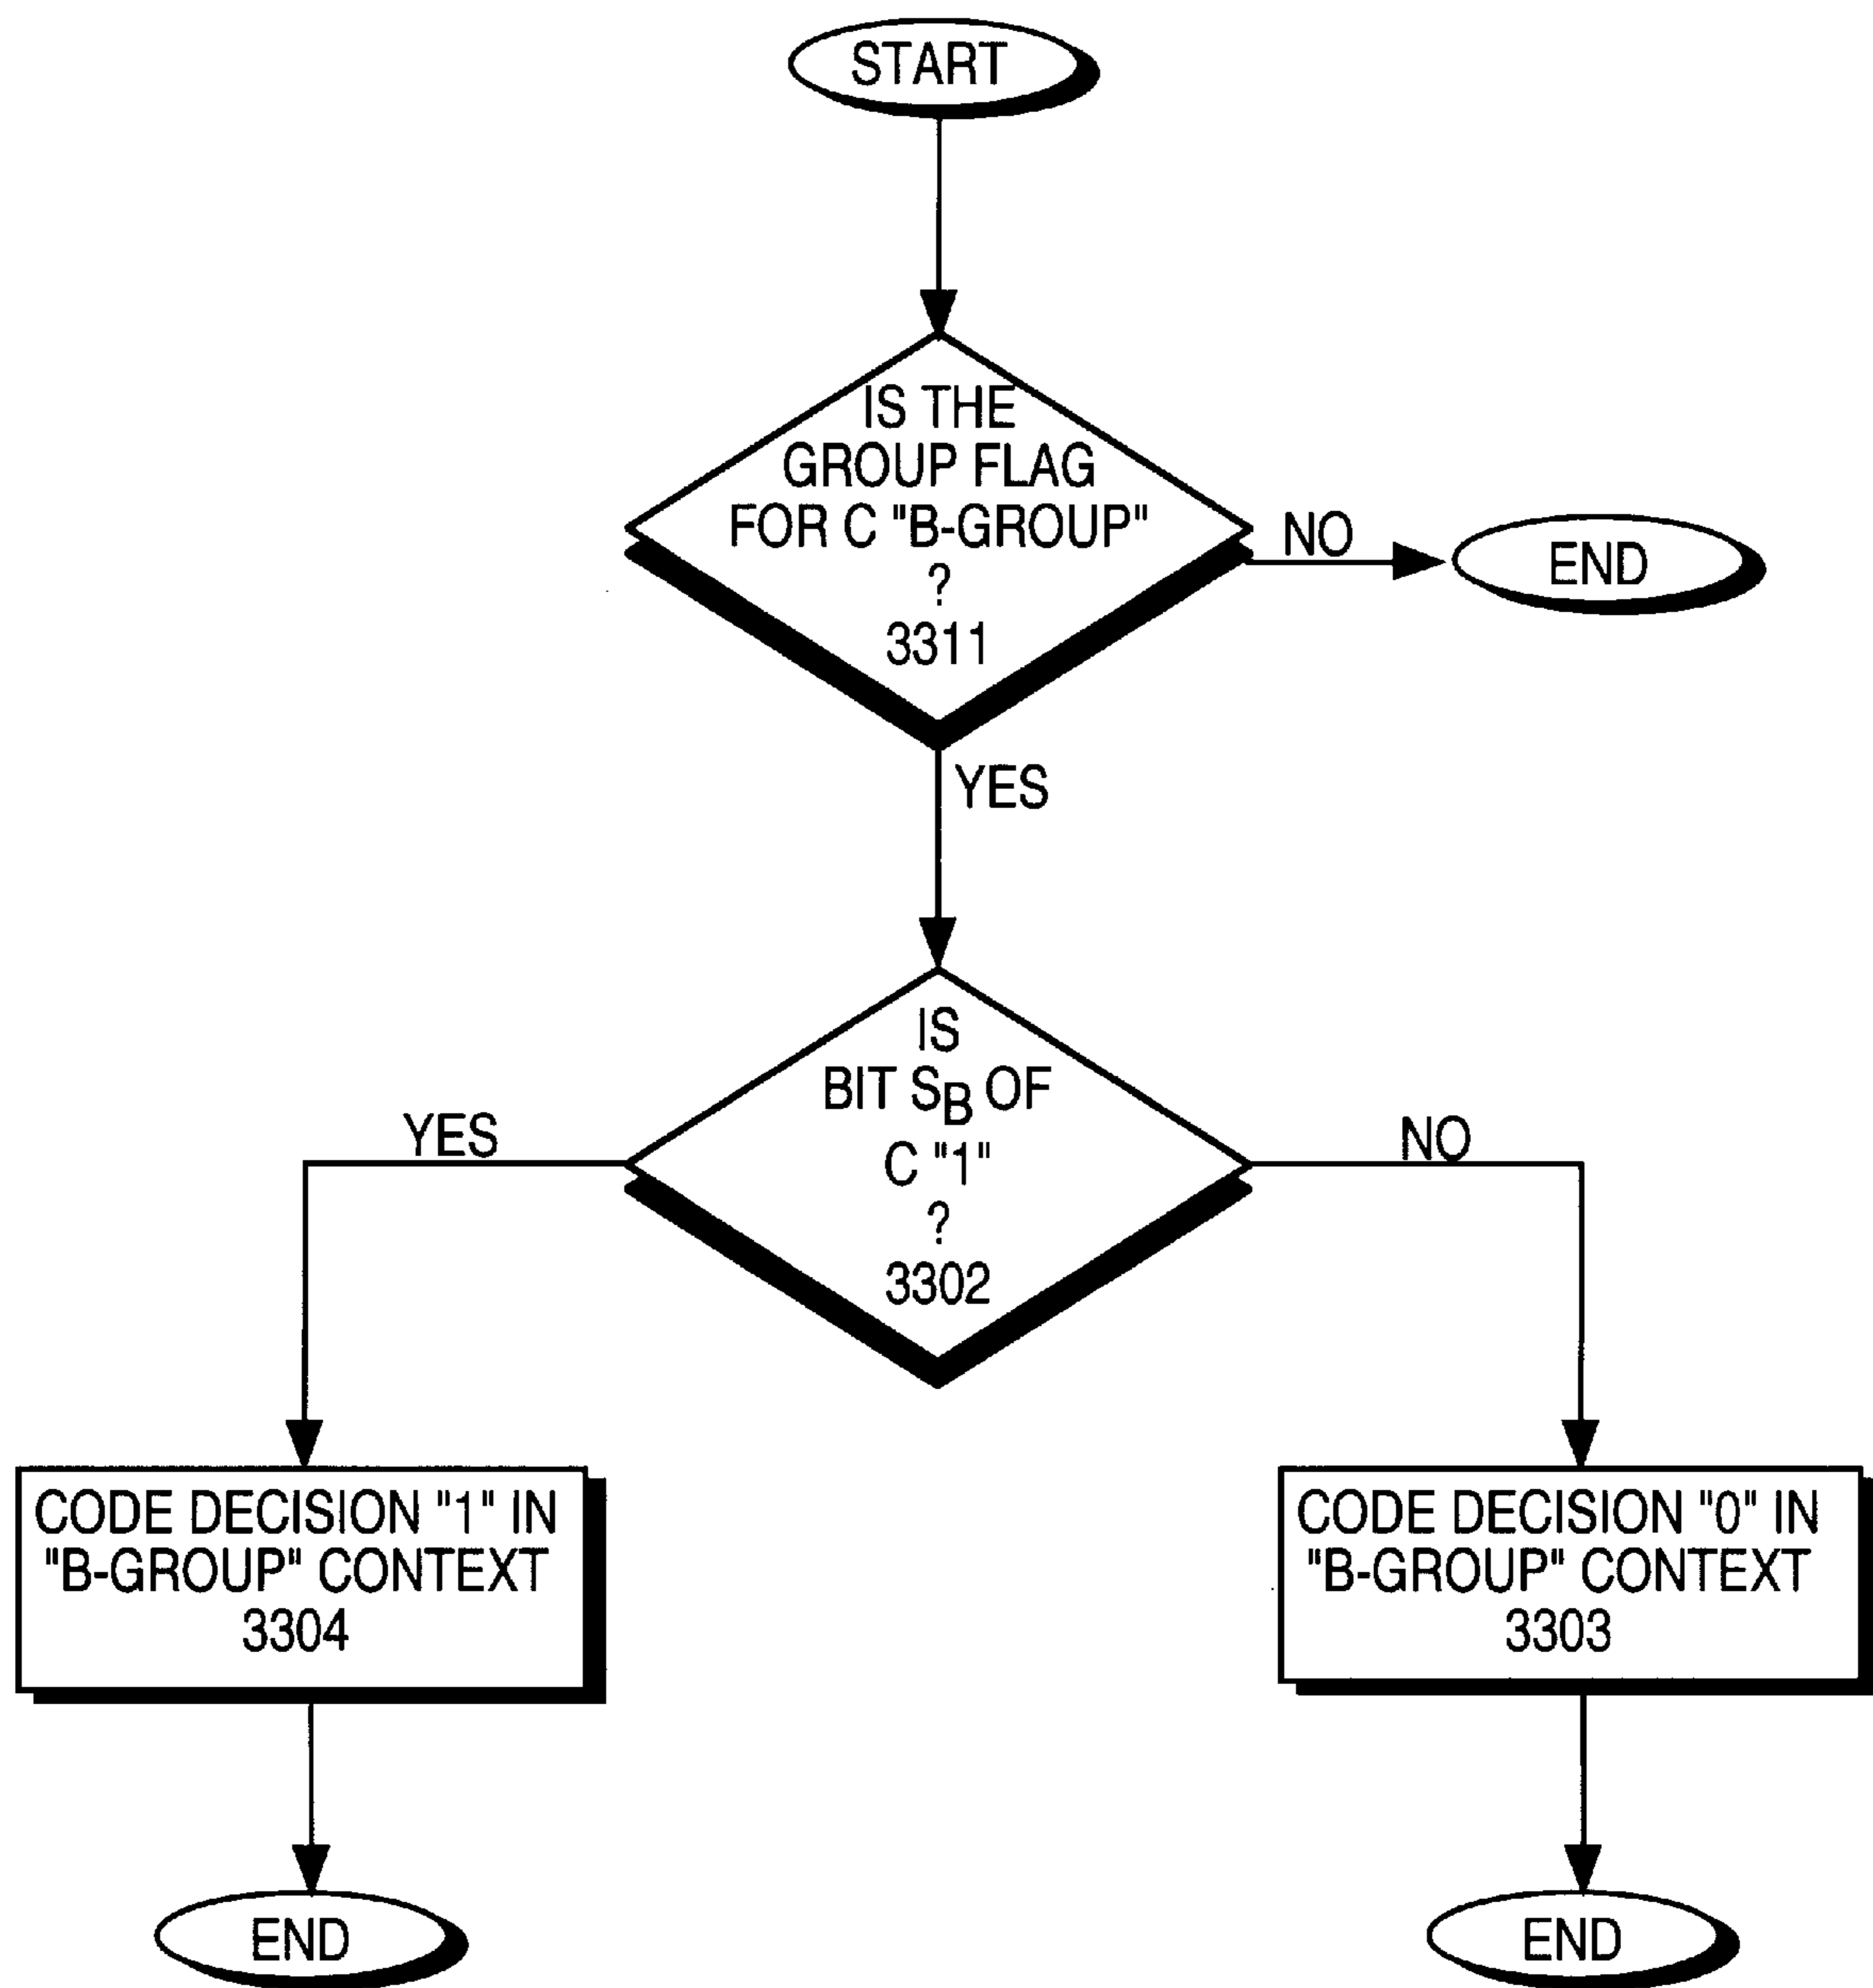 START
IS THE
GROUP FLAG
FOR C "B-GROUP"
?
3311
NO
END
YES
IS
BIT SB OF
C "1"
?
3302
YES
NO
CODE DECISION "1" IN
"B-GROUP" CONTEXT
3304
CODE DECISION "0" IN
"B-GROUP" CONTEXT
3303
END
END